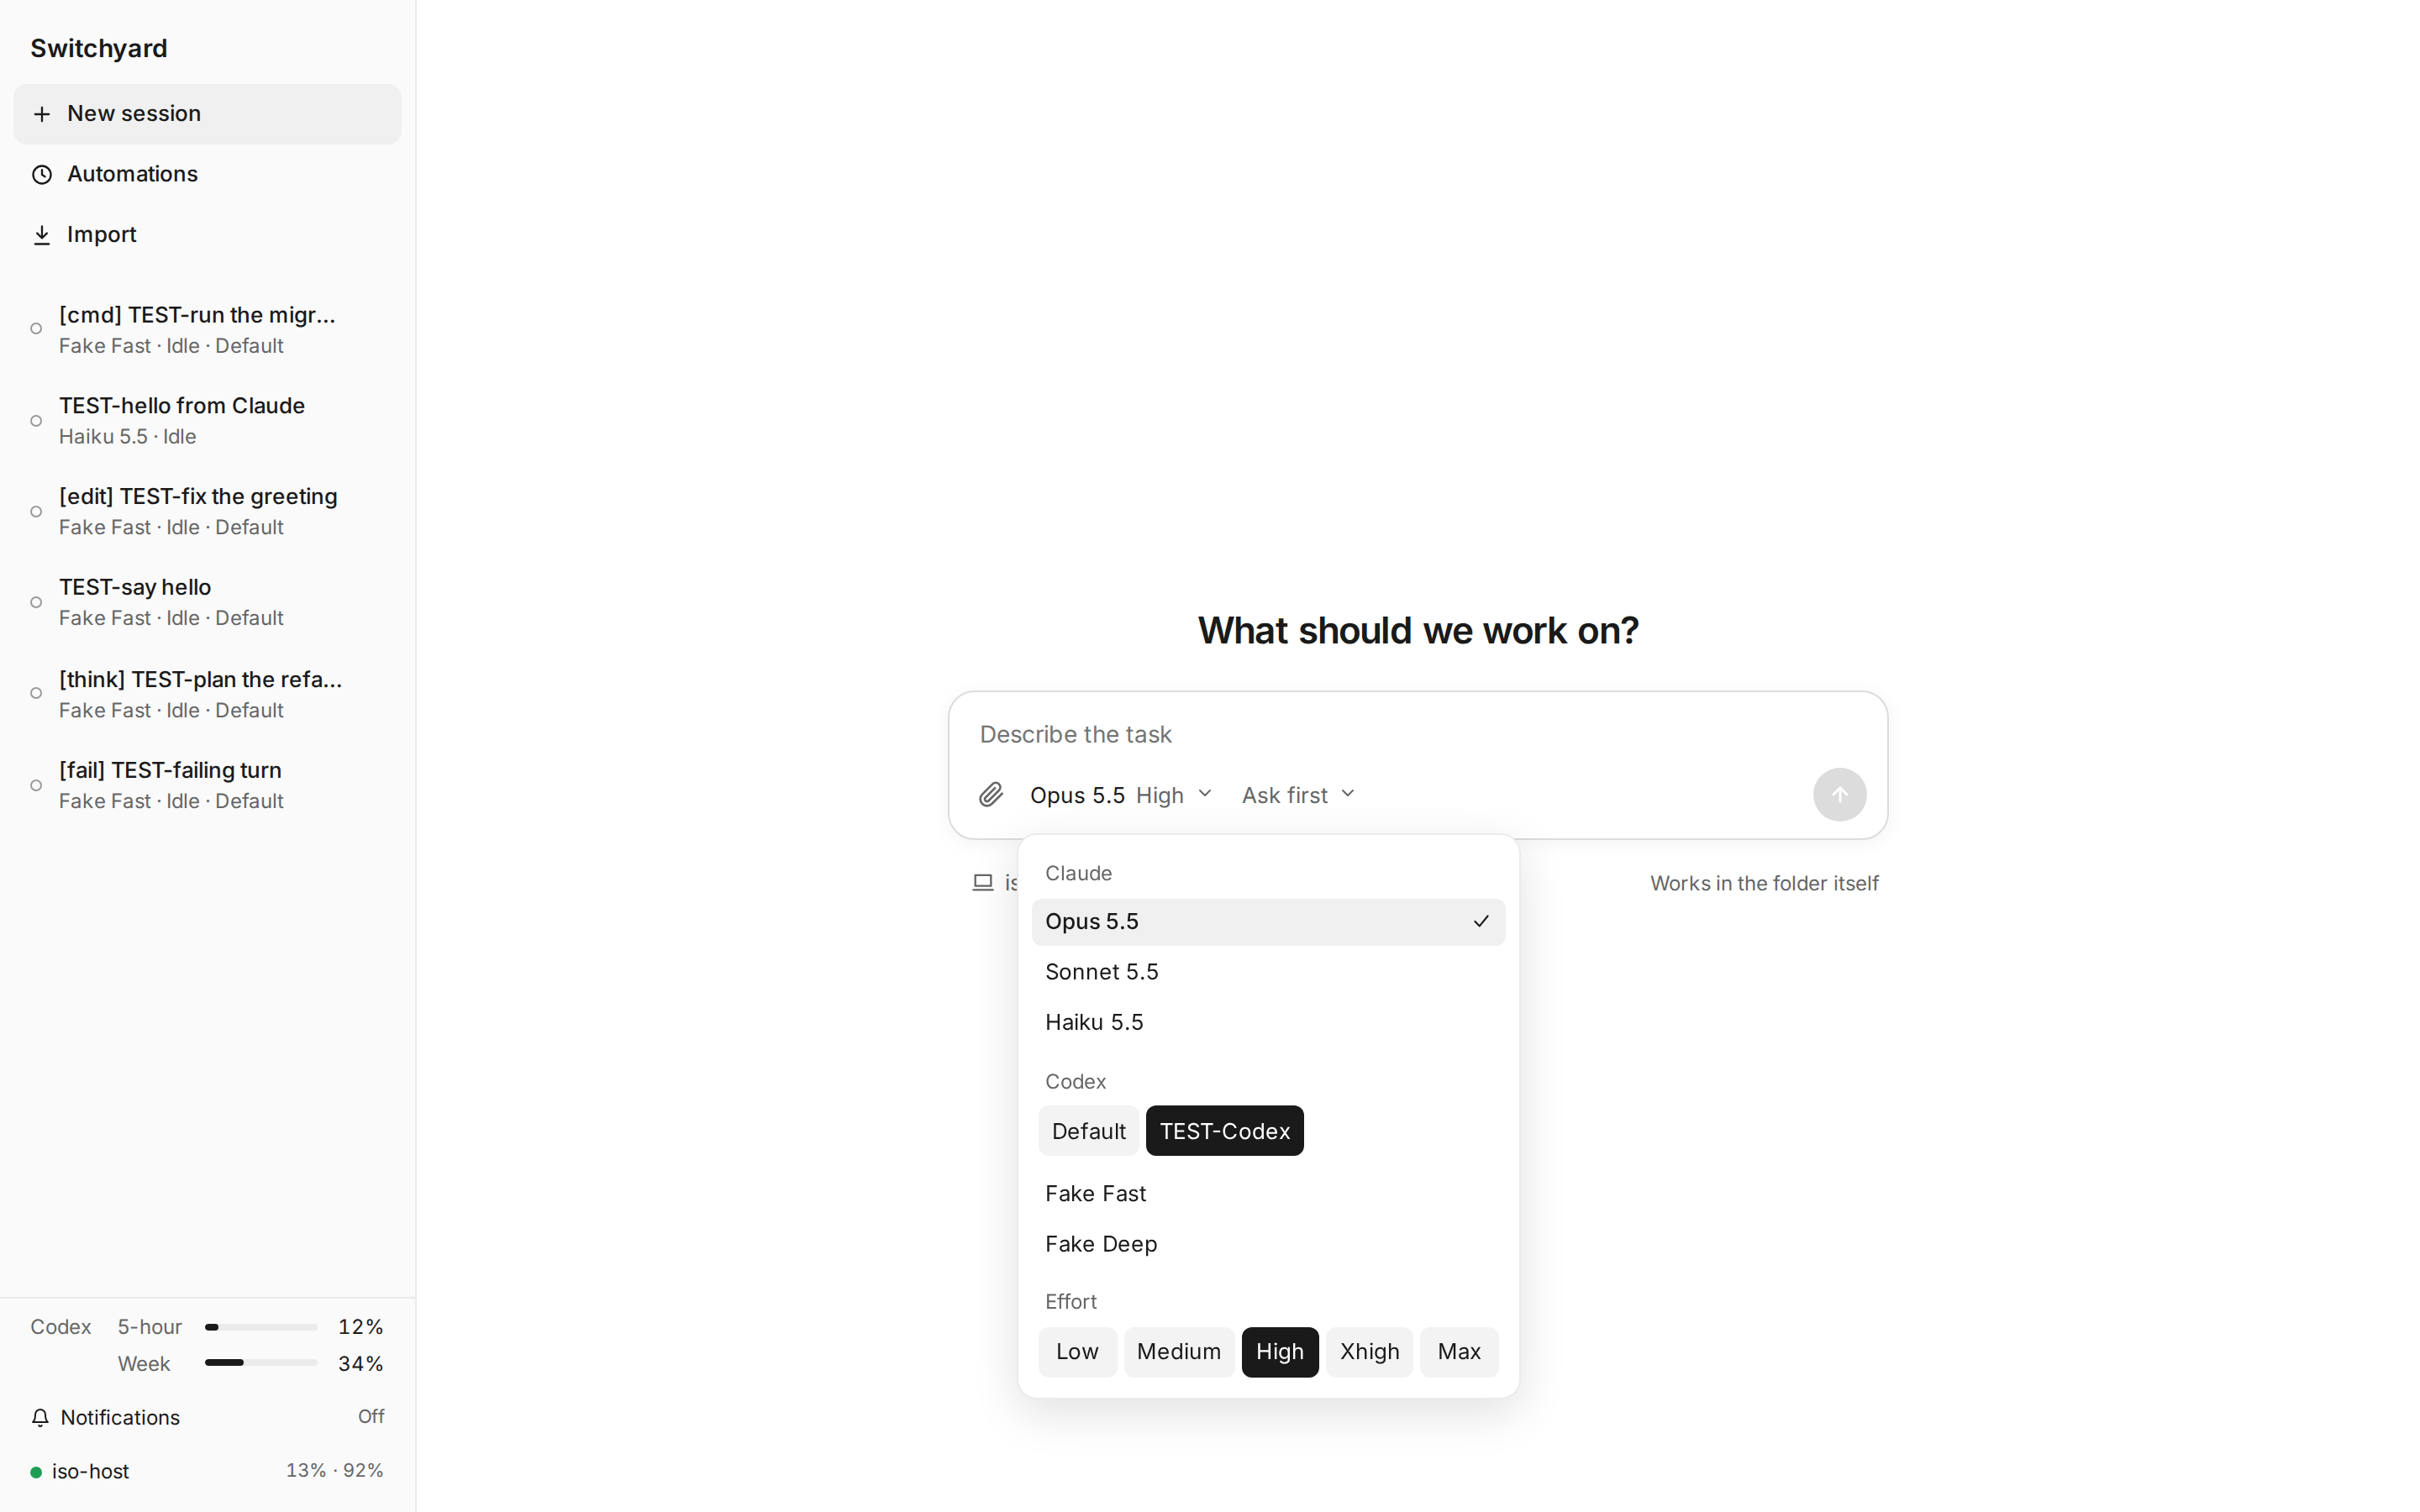 Switchyard
New session
Automations
Import
[cmd] TEST-run the migr...
Fake Fast · Idle · Default
TEST-hello from Claude
Haiku 5.5 · Idle
[edit] TEST-fix the greeting
Fake Fast · Idle · Default
TEST-say hello
Fake Fast · Idle · Default
[think] TEST-plan the refa...
Fake Fast · Idle · Default
[fail] TEST-failing turn
Fake Fast · Idle · Default
Codex 5-hour 12%
Week 34%
Notifications Off
iso-host 13% · 92%
What should we work on?
Describe the task
Opus 5.5 High Ask first
Works in the folder itself
Claude
Opus 5.5
Sonnet 5.5
Haiku 5.5
Codex
Default TEST-Codex
Fake Fast
Fake Deep
Effort
Low Medium High Xhigh Max